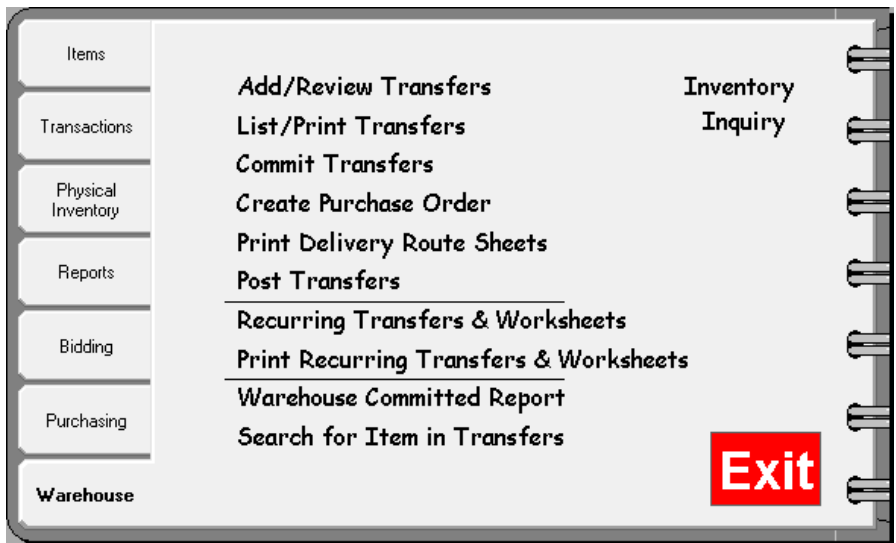 Items
Transactions
Physical
Inventory
Reports
Bidding
Purchasing
Warehouse
Add/Review Transfers
List/Print Transfers
Commit Transfers
Create Purchase Order
Print Delivery Route Sheets
Post Transfers
Recurring Transfers & Worksheets
Print Recurring Transfers & Worksheets
Warehouse Committed Report
Search for Item in Transfers
Inventory
Inquiry
Exit